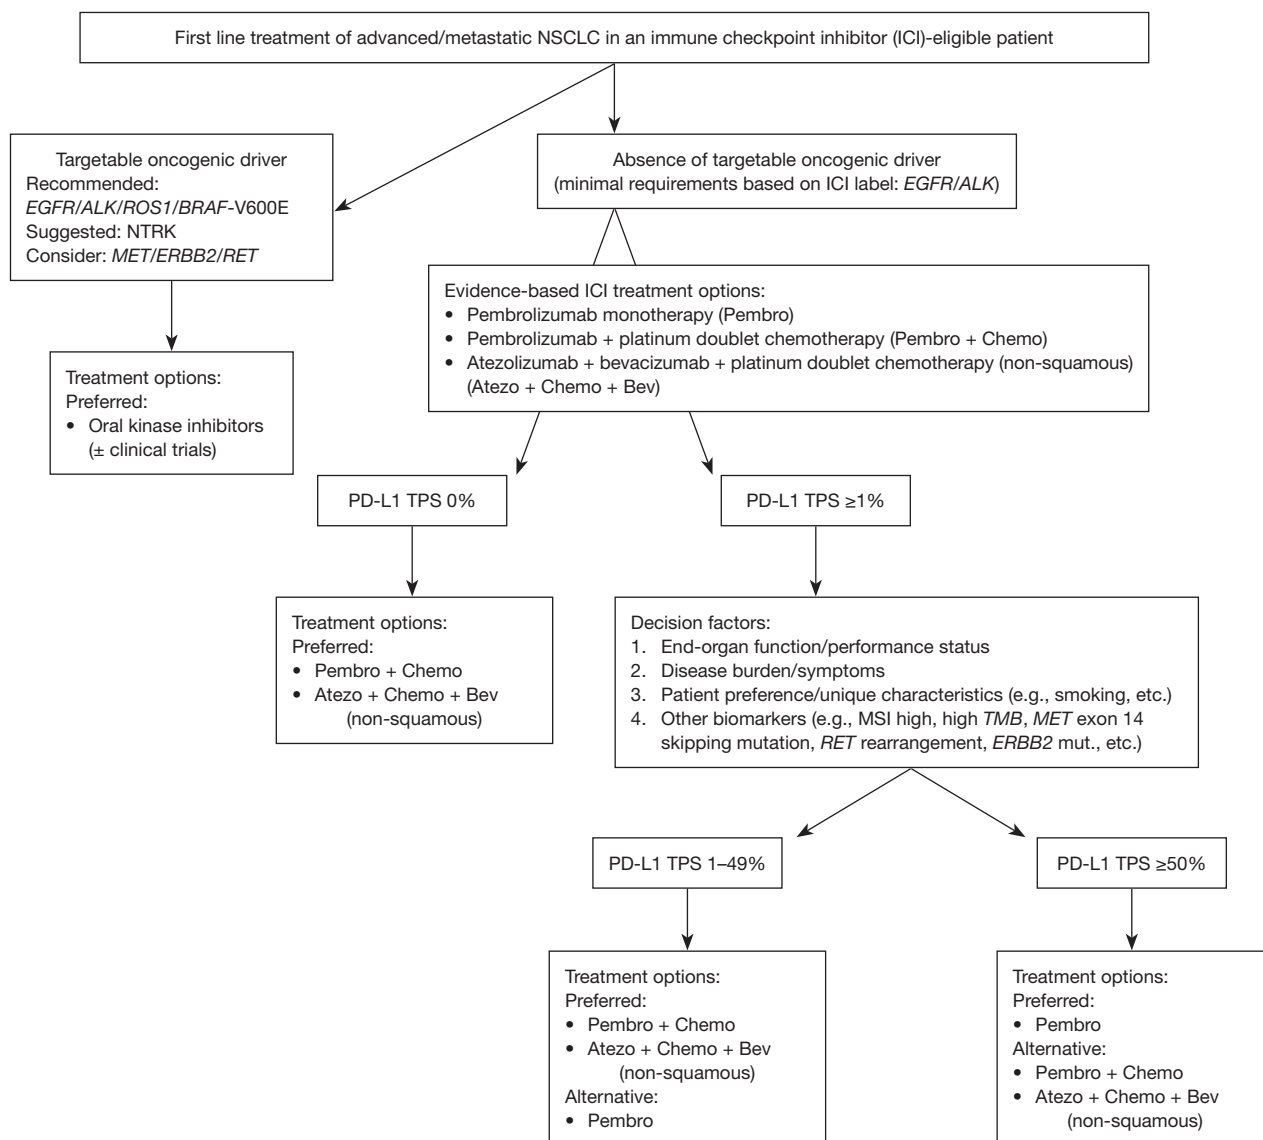 First line treatment of advanced/metastatic NSCLC in an immune checkpoint inhibitor (ICI)-eligible patient
Targetable oncogenic driver
Recommended:
EGFR/ALK/ROS1/BRAF-V600E
Suggested: NTRK
Consider: MET/ERBB2/RET
Absence of targetable oncogenic driver
(minimal requirements based on ICI label: EGFR/ALK)
Treatment options:
Preferred:
• Oral kinase inhibitors
(± clinical trials)
Evidence-based ICI treatment options:
• Pembrolizumab monotherapy (Pembro)
• Pembrolizumab + platinum doublet chemotherapy (Pembro + Chemo)
• Atezolizumab + bevacizumab + platinum doublet chemotherapy (non-squamous)
(Atezo + Chemo + Bev)
PD-L1 TPS 0%
PD-L1 TPS ≥1%
Treatment options:
Preferred:
• Pembro + Chemo
• Atezo + Chemo + Bev
(non-squamous)
Decision factors:
1. End-organ function/performance status
2. Disease burden/symptoms
3. Patient preference/unique characteristics (e.g., smoking, etc.)
4. Other biomarkers (e.g., MSI high, high TMB, MET exon 14
skipping mutation, RET rearrangement, ERBB2 mut., etc.)
PD-L1 TPS 1–49%
PD-L1 TPS ≥50%
Treatment options:
Preferred:
• Pembro + Chemo
• Atezo + Chemo + Bev
(non-squamous)
Alternative:
• Pembro
Treatment options:
Preferred:
• Pembro
Alternative:
• Pembro + Chemo
• Atezo + Chemo + Bev
(non-squamous)